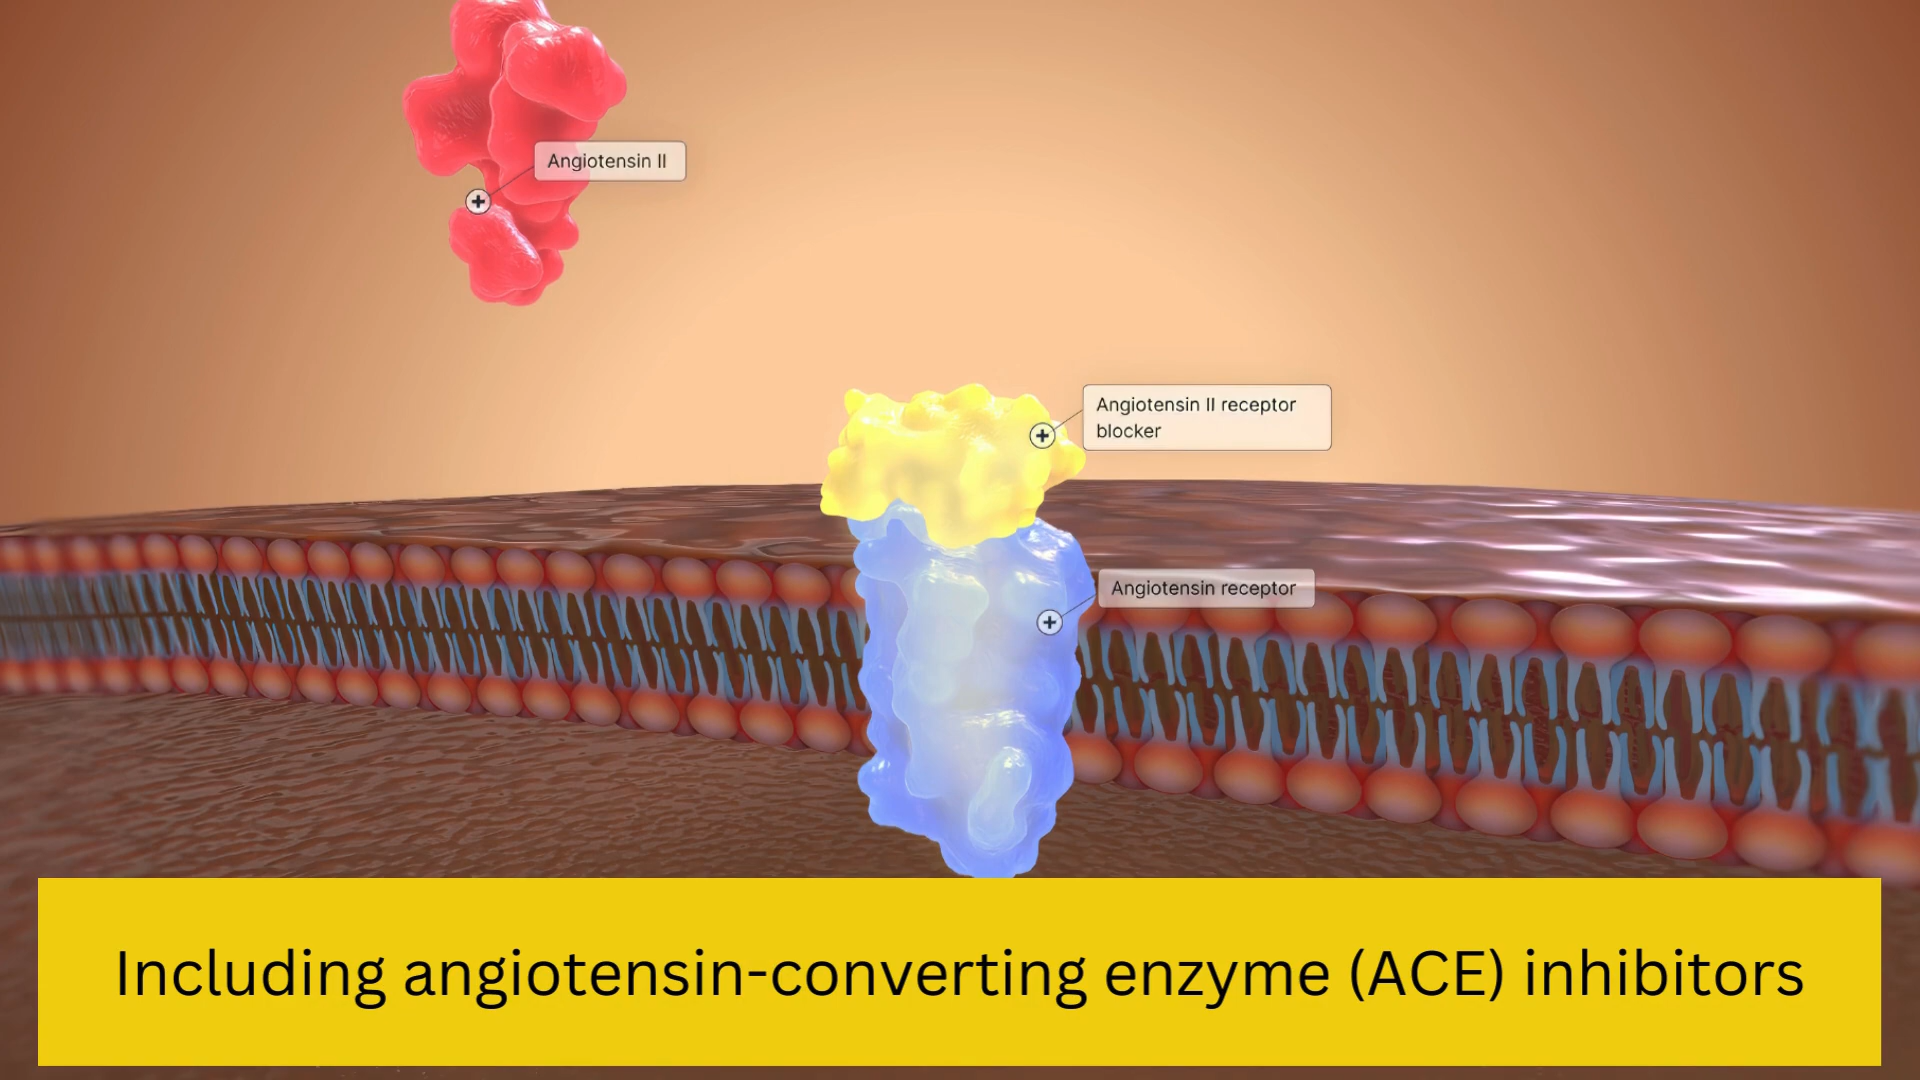 Angiotensin II
Angiotensin II receptor
blocker
Angiotensin receptor
Including angiotensin-converting enzyme (ACE) inhibitors